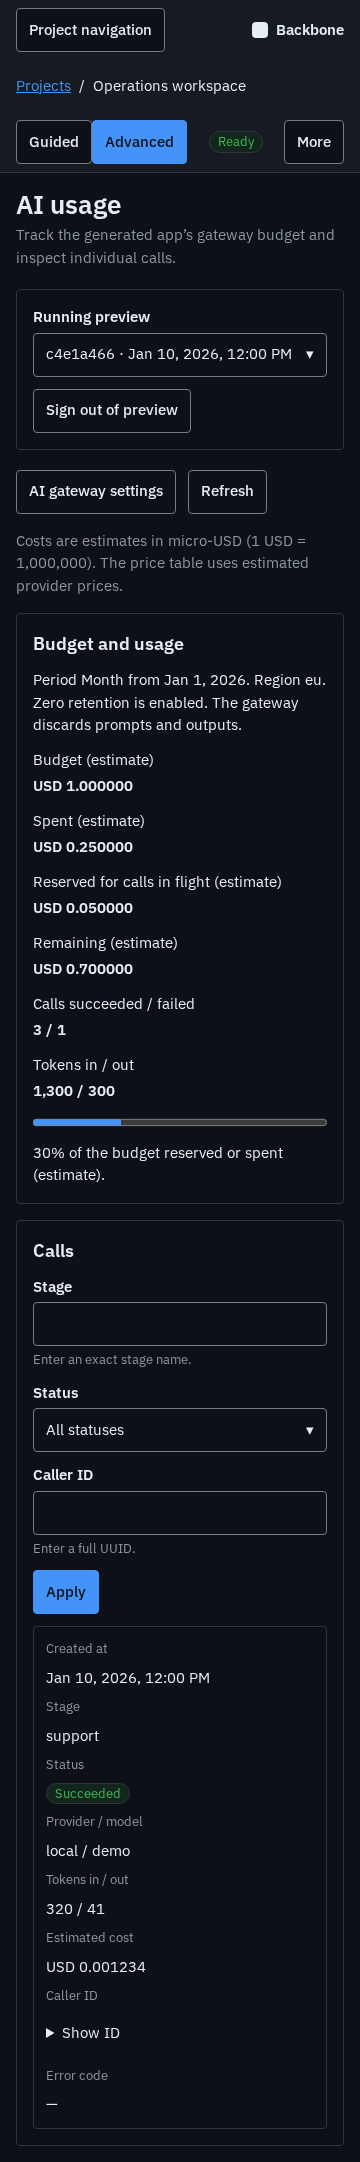 Project navigation
Backbone
Projects / Operations workspace
Guided
Advanced
Ready
More
AI usage
Track the generated app's gateway budget and
inspect individual calls.
Running preview
c4e1a466 · Jan 10, 2026, 12:00 PM ▾
Sign out of preview
AI gateway settings
Refresh
Costs are estimates in micro-USD (1 USD =
1,000,000). The price table uses estimated
provider prices.
Budget and usage
Period Month from Jan 1, 2026. Region eu.
Zero retention is enabled. The gateway
discards prompts and outputs.
Budget (estimate)
USD 1.000000
Spent (estimate)
USD 0.250000
Reserved for calls in flight (estimate)
USD 0.050000
Remaining (estimate)
USD 0.700000
Calls succeeded / failed
3 / 1
Tokens in / out
1,300 / 300
30% of the budget reserved or spent
(estimate).
Calls
Stage
Enter an exact stage name.
Status
All statuses ▾
Caller ID
Enter a full UUID.
Apply
Created at
Jan 10, 2026, 12:00 PM
Stage
support
Status
Succeeded
Provider / model
local / demo
Tokens in / out
320 / 41
Estimated cost
USD 0.001234
Caller ID
▶ Show ID
Error code
—